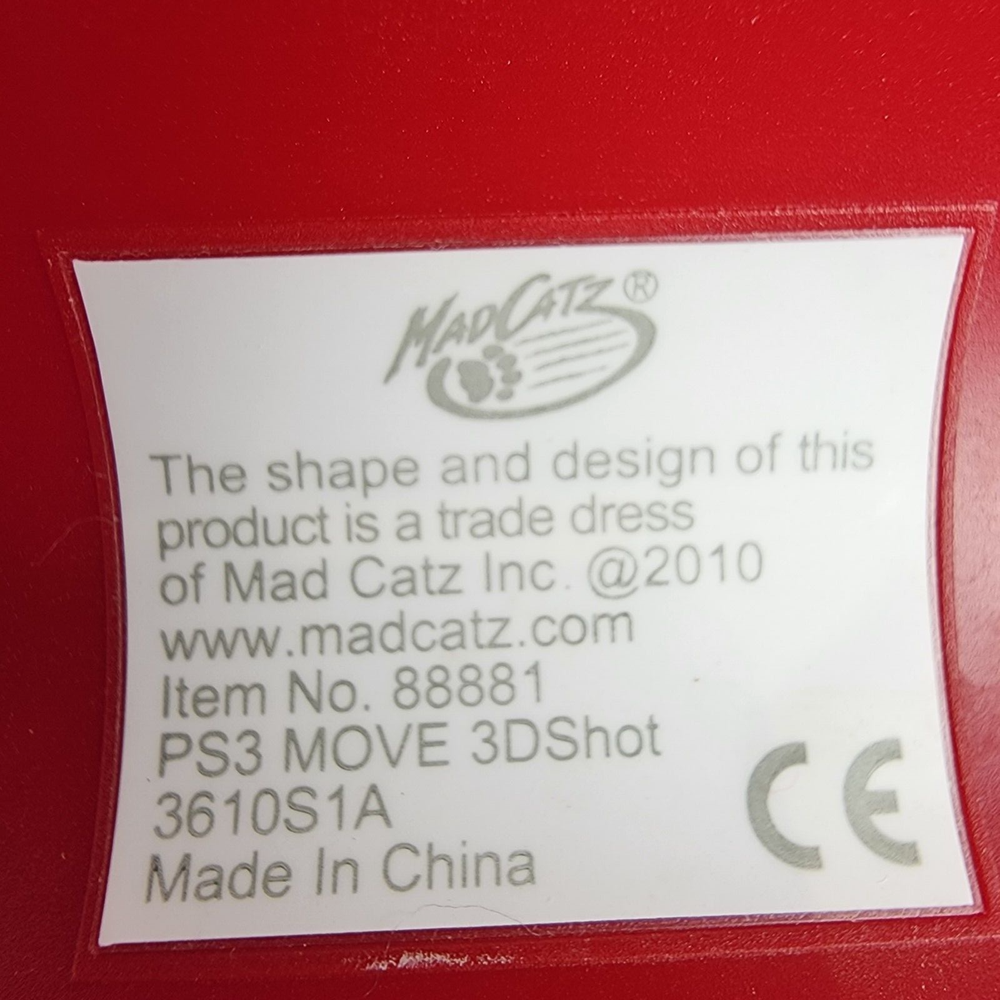 MADCATZ®
The shape and design of this
product is a trade dress
of Mad Catz Inc. @2010
www.madcatz.com
Item No. 88881
PS3 MOVE 3DShot
3610S1A
Made In China
CE